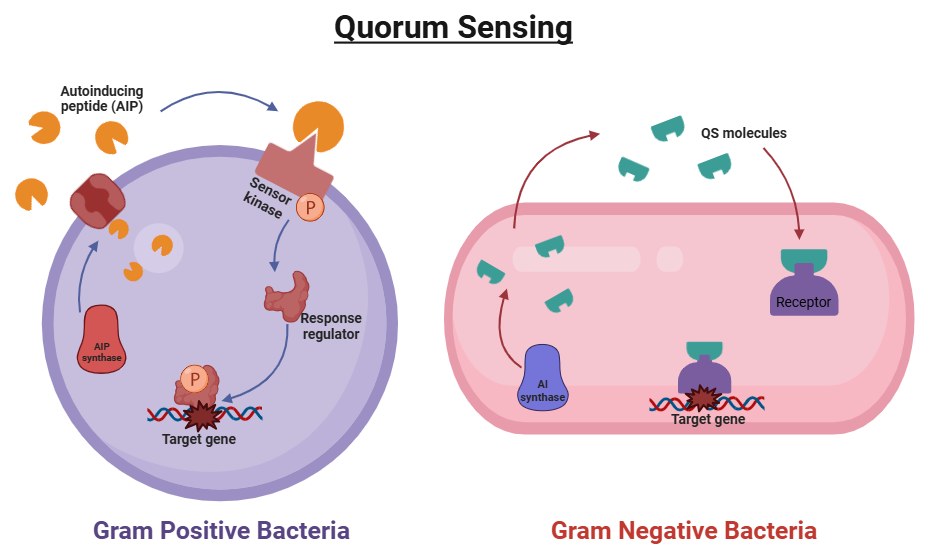 Quorum Sensing
Autoinducing
peptide (AIP)
Sensor
kinase
P
Response
regulator
AIP
synthase
P
Target gene
Gram Positive Bacteria
QS molecules
Receptor
AI
synthase
Target gene
Gram Negative Bacteria